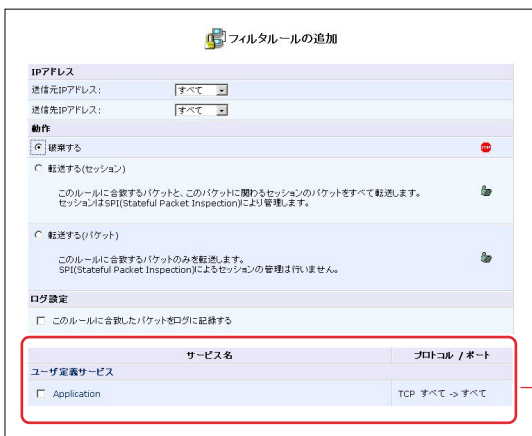 フィルタルールの追加
IPアドレス
送信元IPアドレス: すべて
送信先IPアドレス: すべて
動作
破棄する
転送する(セッション)
このルールに合致するパケットと、このパケットに関わるセッションのパケットをすべて転送します。
セッションはSPI(Stateful Packet Inspection)により管理します。
転送する(パケット)
このルールに合致するパケットのみを転送します。
SPI(Stateful Packet Inspection)によるセッションの管理は行いません。
ログ設定
このルールに合致したパケットをログに記録する
サービス名 プロトコル / ポート
ユーザ定義サービス
Application TCP すべて -> すべて